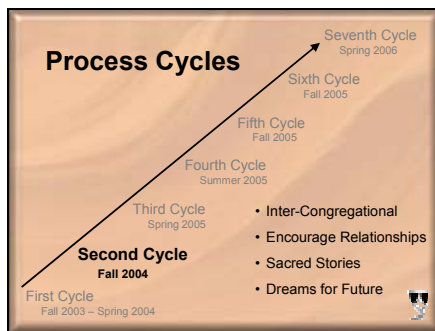 Process Cycles
Seventh Cycle
Spring 2006
Sixth Cycle
Fall 2005
Fifth Cycle
Fall 2005
Fourth Cycle
Summer 2005
Third Cycle
Spring 2005
Second Cycle
Fall 2004
First Cycle
Fall 2003 – Spring 2004
• Inter-Congregational
• Encourage Relationships
• Sacred Stories
• Dreams for Future